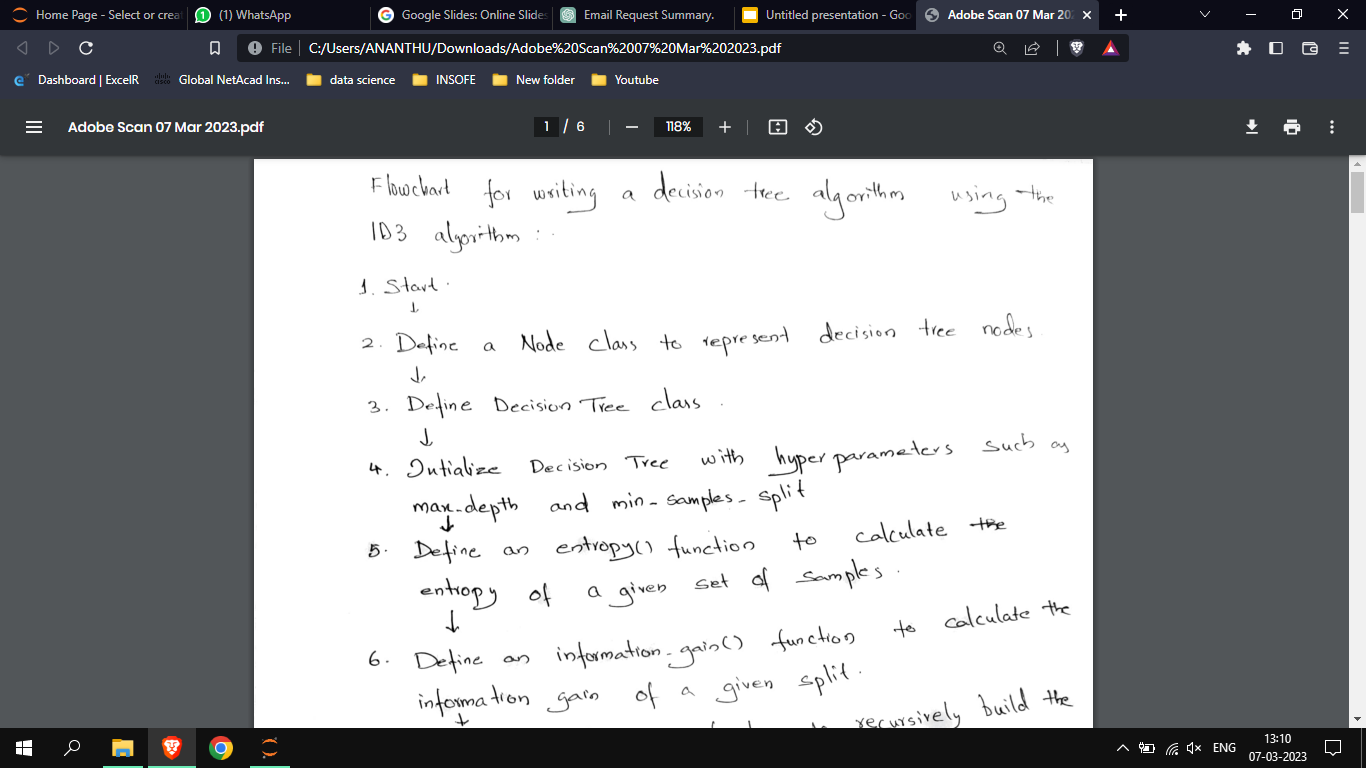 Home Page - Select or creat
(1) WhatsApp
Google Slides: Online Slides
Email Request Summary.
Untitled presentation - Goo
Adobe Scan 07 Mar 202
File
C:/Users/ANANTHU/Downloads/Adobe%20Scan%2007%20Mar%202023.pdf
Dashboard | ExcelR
Global NetAcad Ins...
data science
INSOFE
New folder
Youtube
Adobe Scan 07 Mar 2023.pdf
1 / 6
118%
Flowchart for writing a decision tree algorithm using the
ID3 algorithm :-
1. Start.
↓
2. Define a Node class to represent decision tree nodes
↓
3. Define Decision Tree class.
↓
4. Intialize Decision Tree with hyperparameters such as
max-depth and min-samples-split
↓
5. Define an entropy() function to calculate the
entropy of a given set of samples.
↓
6. Define an information-gain() function to calculate the
information gain of a given split.
↓
recursively build the
ENG
13:10
07-03-2023